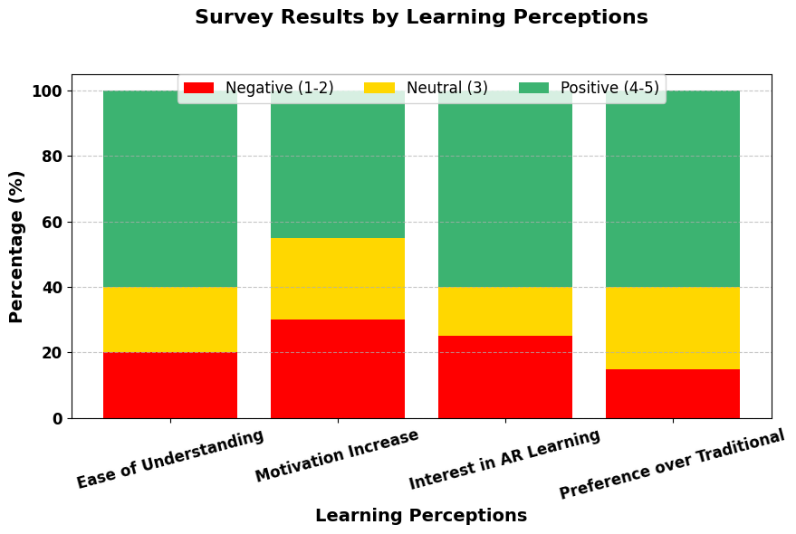 Survey Results by Learning Perceptions
Negative (1-2) Neutral (3) Positive (4-5)
Percentage (%)
100
80
60
40
20
0
Ease of Understanding
Motivation Increase
Interest in AR Learning
Preference over Traditional
Learning Perceptions